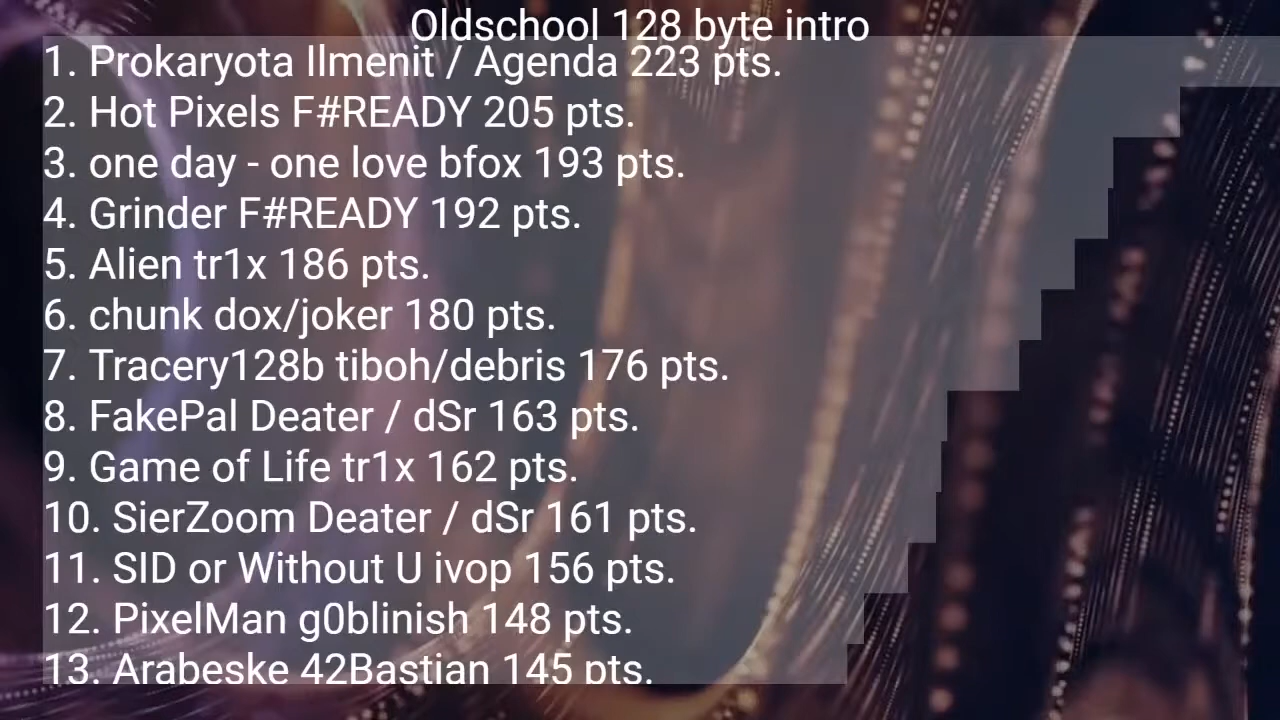 Oldschool 128 byte intro
1. Prokaryota Ilmenit / Agenda 223 pts.
2. Hot Pixels F#READY 205 pts.
3. one day - one love bfox 193 pts.
4. Grinder F#READY 192 pts.
5. Alien tr1x 186 pts.
6. chunk dox/joker 180 pts.
7. Tracery128b tiboh/debris 176 pts.
8. FakePal Deater / dSr 163 pts.
9. Game of Life tr1x 162 pts.
10. SierZoom Deater / dSr 161 pts.
11. SID or Without U ivop 156 pts.
12. PixelMan g0blinish 148 pts.
13. Arabeske 42Bastian 145 pts.